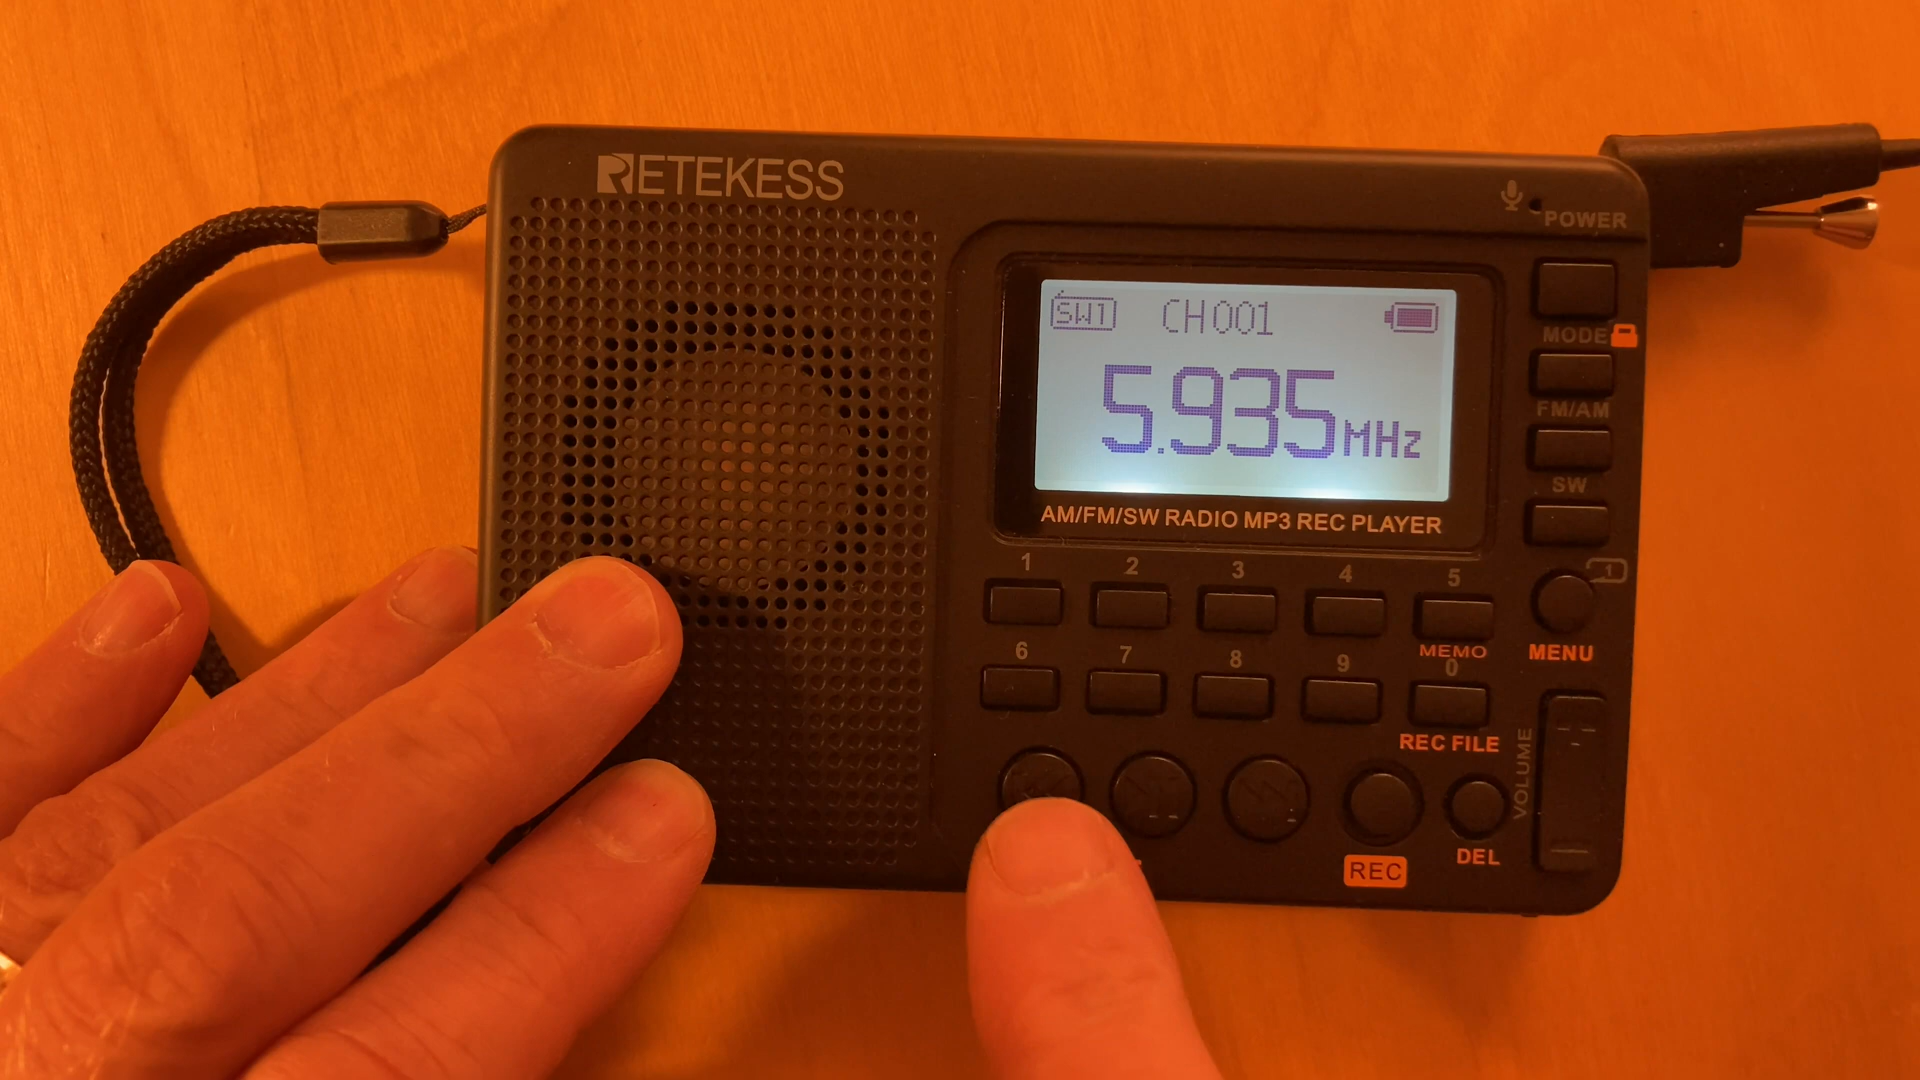 RETEKESS
POWER
SW1 CH001
5.935MHz
MODE
FM/AM
SW
AM/FM/SW RADIO MP3 REC PLAYER
1 2 3 4 5
1
MEMO
MENU
6 7 8 9 0
REC FILE
VOLUME
REC
DEL